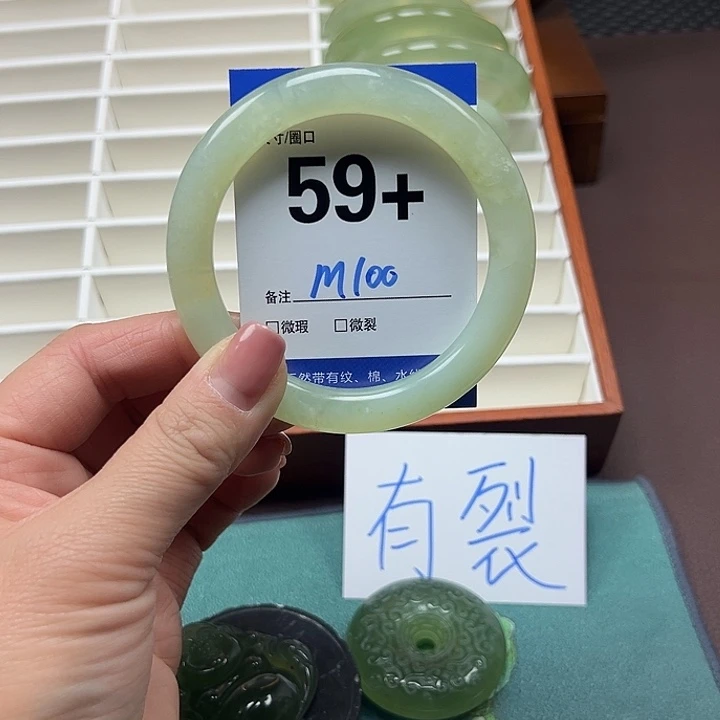 寸/圈口
59+
备注 M100
□微瑕 □微裂
然带有纹、棉、水
有裂